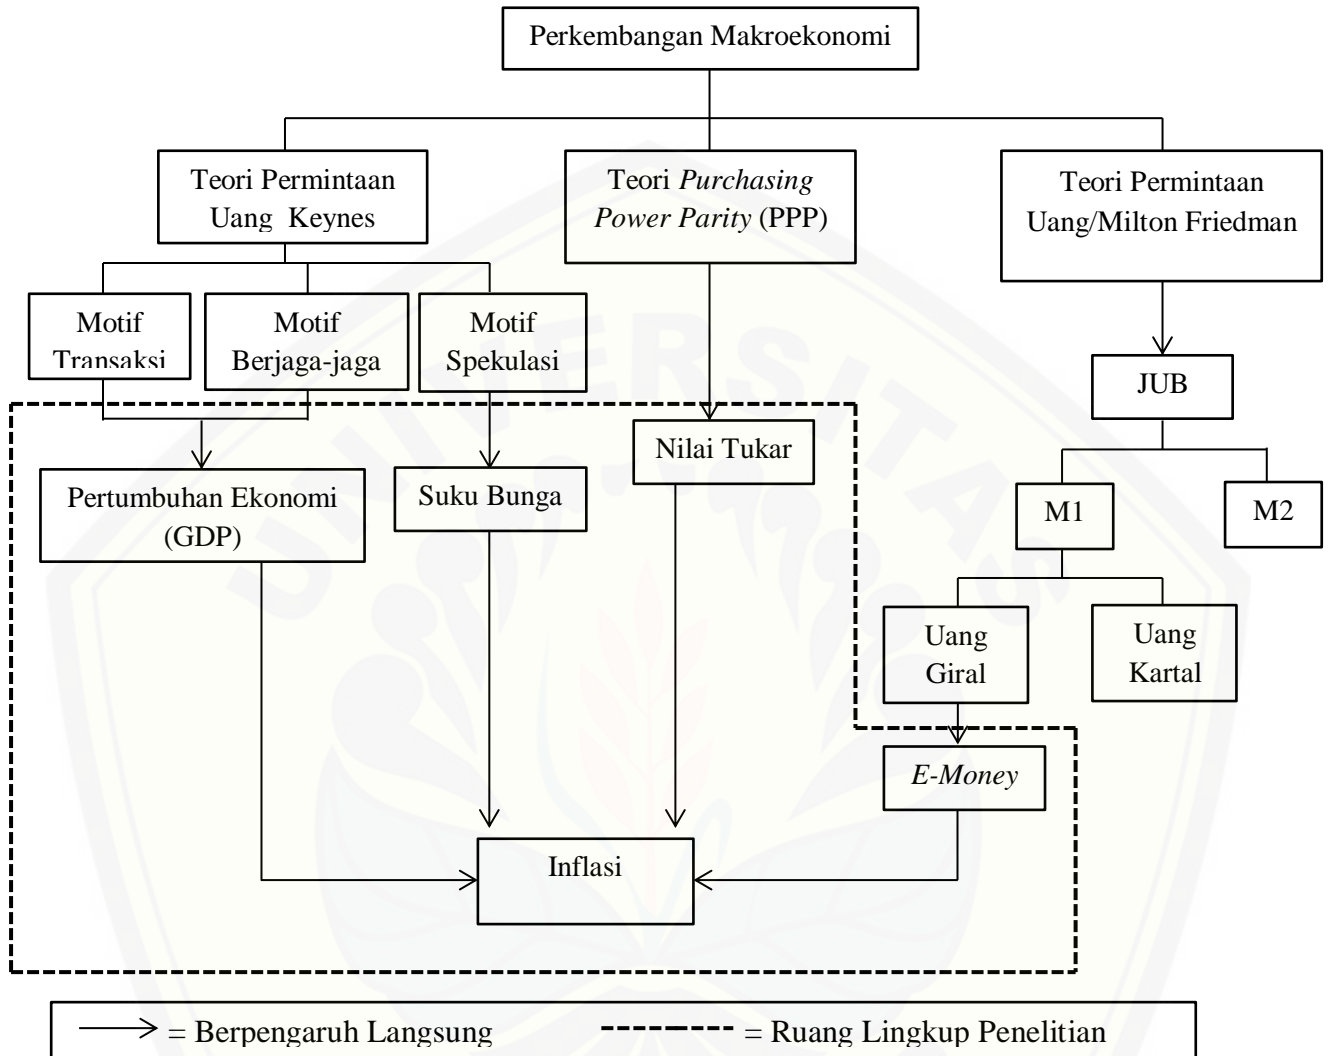 Perkembangan Makroekonomi
Teori Permintaan
Uang Keynes
Teori Purchasing
Power Parity (PPP)
Teori Permintaan
Uang/Milton Friedman
Motif
Transaksi
Motif
Berjaga-jaga
Motif
Spekulasi
JUB
Nilai Tukar
Pertumbuhan Ekonomi
(GDP)
Suku Bunga
M1
M2
Uang
Giral
Uang
Kartal
E-Money
Inflasi
= Berpengaruh Langsung
= Ruang Lingkup Penelitian
UNIVERSITAS